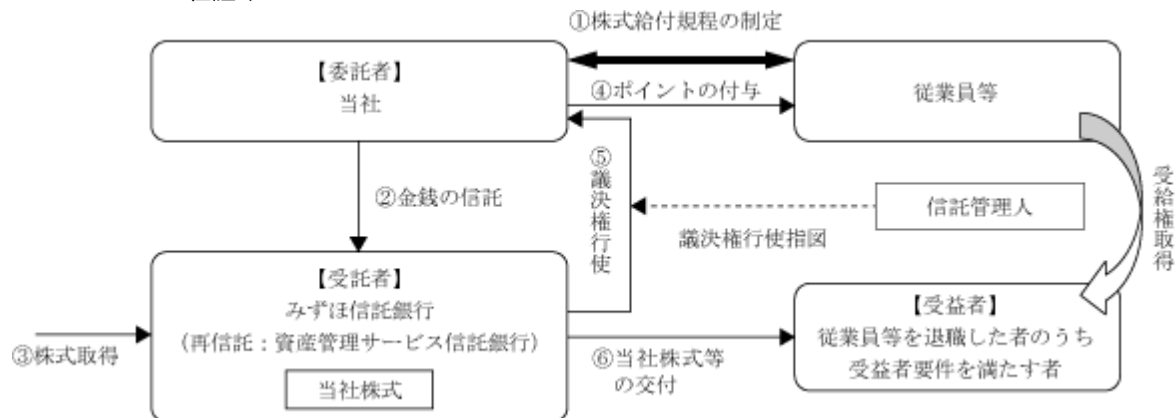 ①株式給付規程の制定
【委託者】
当社
④ポイントの付与
従業員等
②金銭の信託
⑤議決権行使
議決権行使指図
信託管理人
受給権取得
【受託者】
みずほ信託銀行
(再信託:資産管理サービス信託銀行)
当社株式
③株式取得
⑥当社株式等
の交付
【受益者】
従業員等を退職した者のうち
受益者要件を満たす者